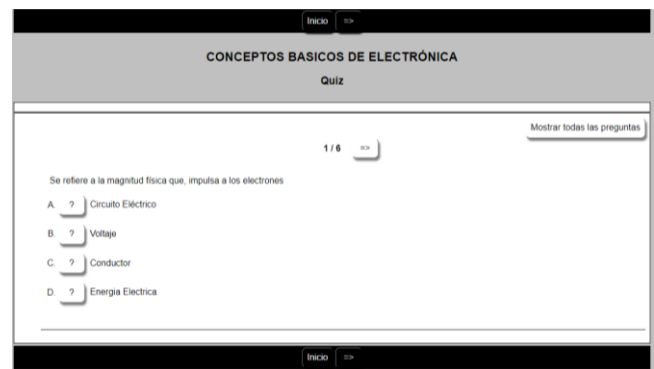 Inicio =>
CONCEPTOS BASICOS DE ELECTRÓNICA
Quiz
Mostrar todas las preguntas
1 / 6 =>
Se refiere a la magnitud física que, impulsa a los electrones
A. ? Circuito Eléctrico
B. ? Voltaje
C. ? Conductor
D. ? Energia Electrica
Inicio =>